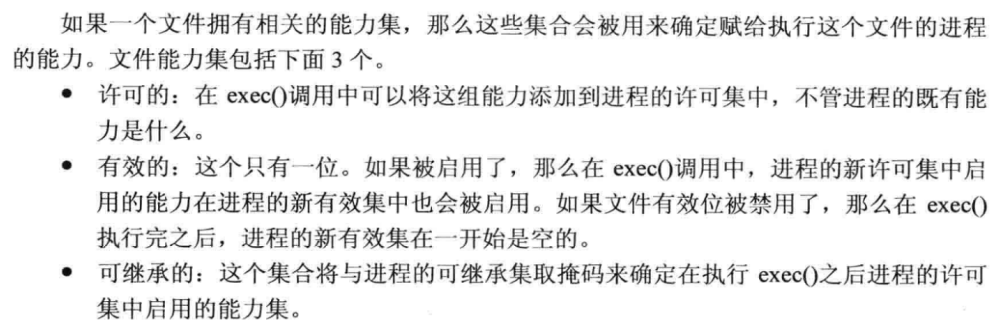 如果一个文件拥有相关的能力集，那么这些集合会被用来确定赋给执行这个文件的进程
的能力。文件能力集包括下面 3 个。
● 许可的：在 exec()调用中可以将这组能力添加到进程的许可集中，不管进程的既有能
力是什么。
● 有效的：这个只有一位。如果被启用了，那么在 exec()调用中，进程的新许可集中启
用的能力在进程的新有效集中也会被启用。如果文件有效位被禁用了，那么在 exec()
执行完之后，进程的新有效集在一开始是空的。
● 可继承的：这个集合将与进程的可继承集取掩码来确定在执行 exec()之后进程的许可
集中启用的能力集。